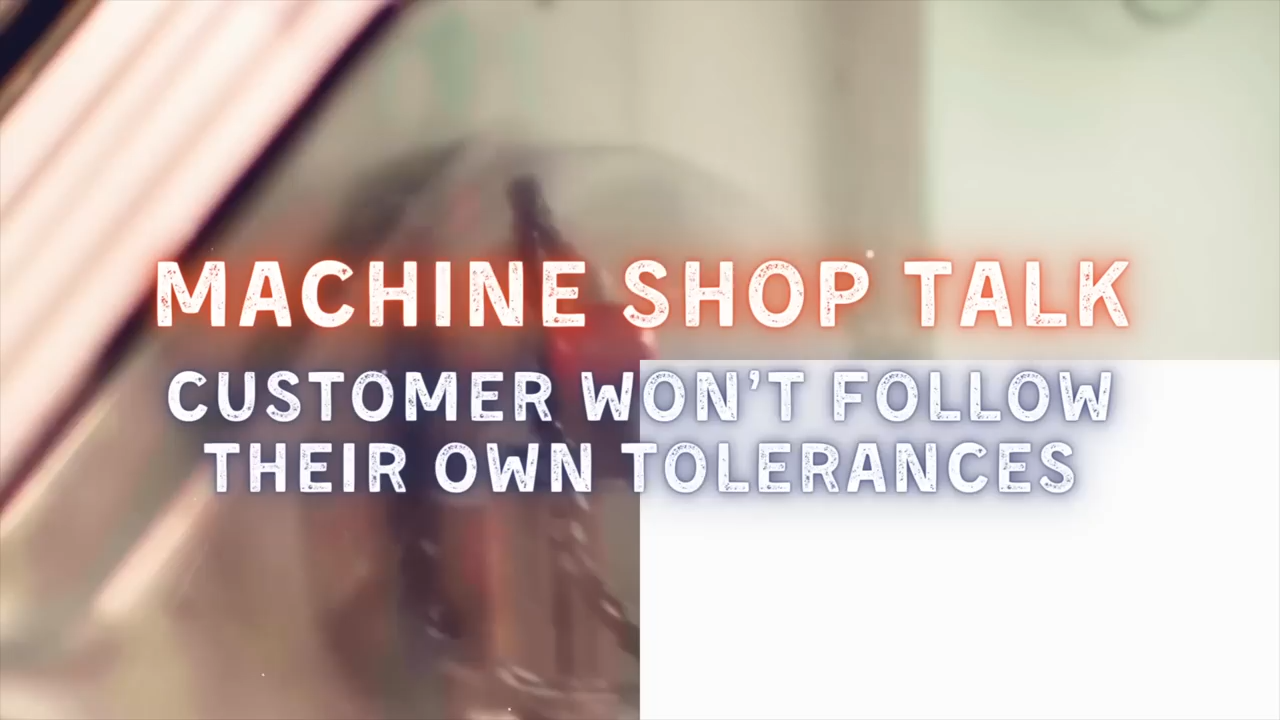 MACHINE SHOP TALK
CUSTOMER WON'T FOLLOW
THEIR OWN TOLERANCES